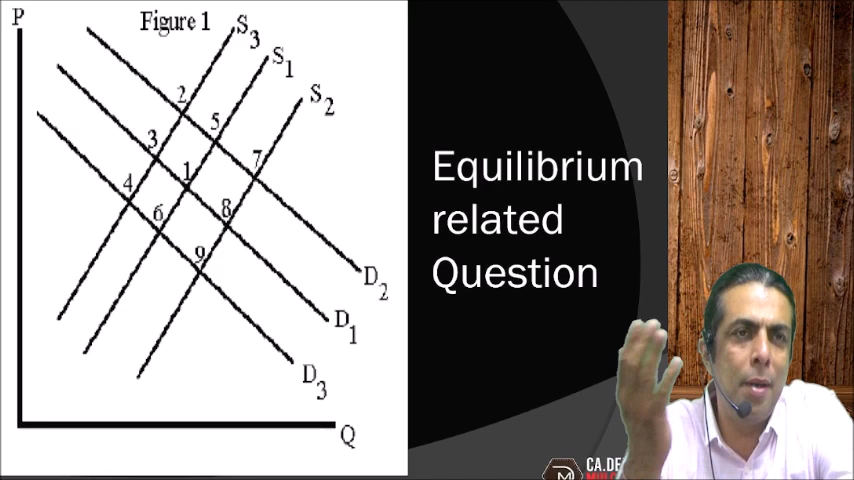 P
Figure 1
S3
S1
S2
2
5
3
7
1
4
8
6
9
D2
D1
D3
Q
Equilibrium
related
Question
CA.DE
DM